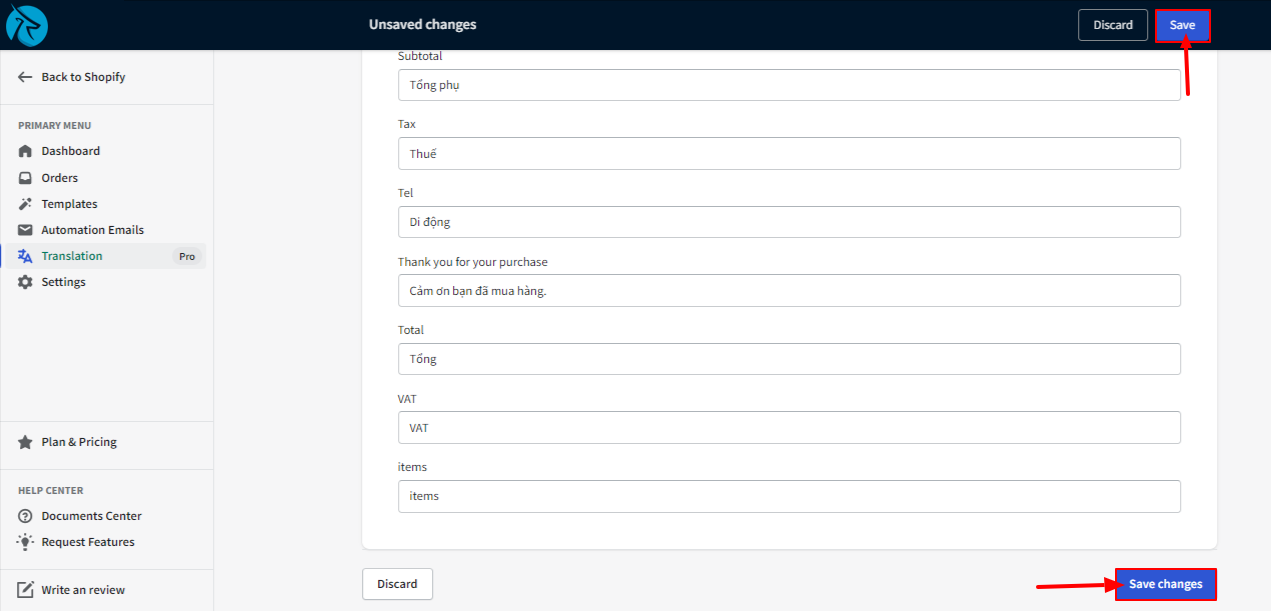 Unsaved changes
Discard
Save
Back to Shopify
PRIMARY MENU
Dashboard
Orders
Templates
Automation Emails
Translation Pro
Settings
Plan & Pricing
HELP CENTER
Documents Center
Request Features
Write an review
Subtotal
Tổng phụ
Tax
Thuế
Tel
Di động
Thank you for your purchase
Cảm ơn bạn đã mua hàng.
Total
Tổng
VAT
VAT
items
items
Discard
Save changes